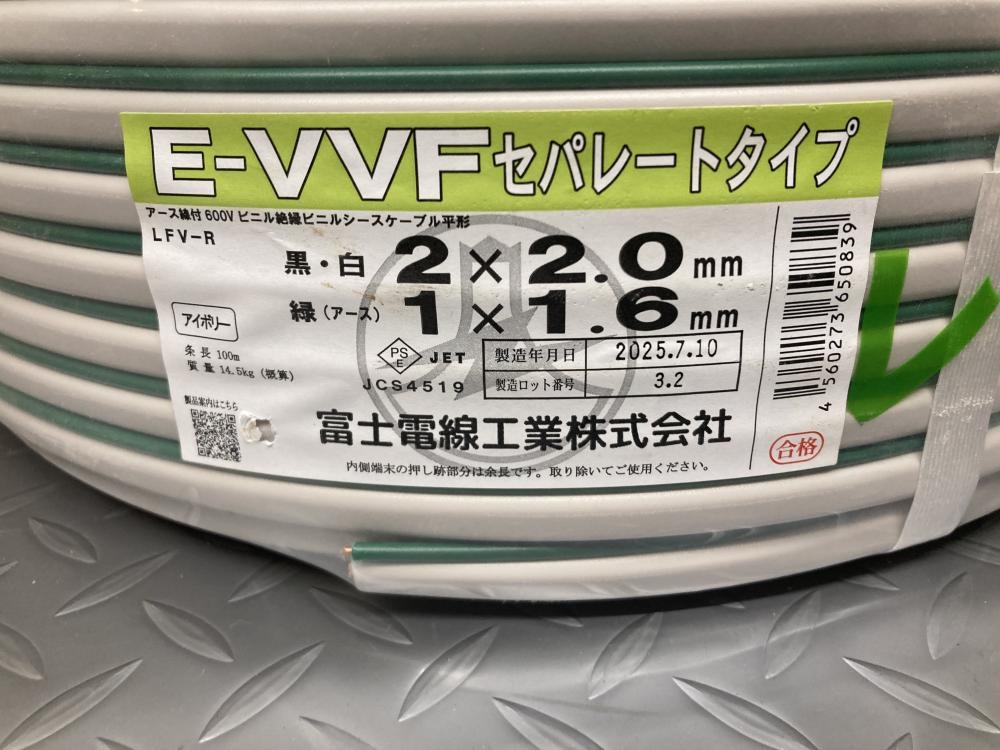 E-VVF セパレートタイプ
アース線付 600V ビニル絶縁ビニルシースケーブル平形
LFV-R
黒・白 2×2.0mm
緑(アース) 1×1.6mm
アイボリー
条長 100m
質量 14.5kg (概算)
PS E JET
JCS4519
製造年月日 2025.7.10
製造ロット番号 3.2
製品案内はこちら
富士電線工業株式会社
内側端末の押し跡部分は余長です。取り除いてご使用ください。
4 560273 650839
合格